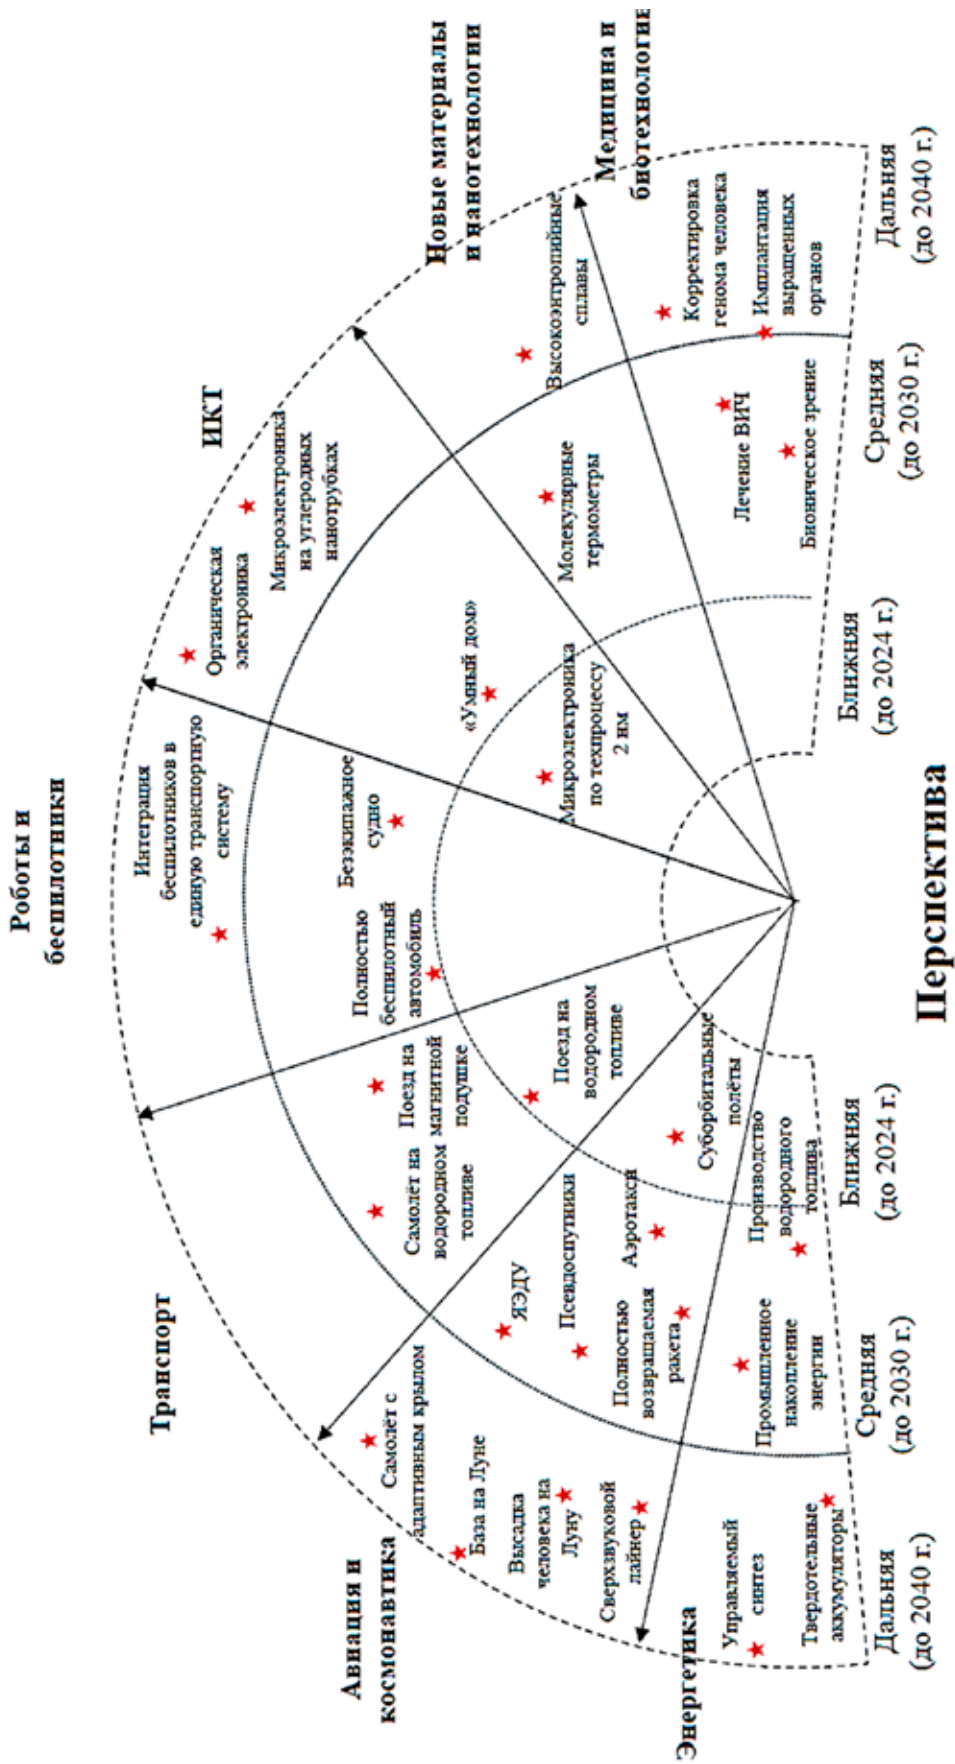 Роботы и
беспилотники
Транспорт
ИКТ
Авиация и
космонавтика
Новые материалы
и нанотехнологии
Энергетика
Медицина и
биотехнологии
Управляемый
синтез
Твердотельные
аккумуляторы
Промышленное
накопление
энергии
Производство
водородного
топлива
Самолёт с
адаптивным крылом
База на Луне
Высадка
человека на
Луну
Сверхзвуковой
лайнер
ЯЭДУ
Псевдоспутники
Полностью
возвращаемая
ракета
Аэротакси
Суборбитальные
полёты
Самолёт на
водородном
топливе
Поезд на
магнитной
подушке
Поезд на
водородном
топливе
Интеграция
беспилотников в
единую транспортную
систему
Полностью
беспилотный
автомобиль
Безэкипажное
судно
Органическая
электроника
Микроэлектроника
на углеродных
нанотрубках
«Умный дом»
Микроэлектроника
по техпроцессу
2 нм
Высокоэнтропийные
сплавы
Молекулярные
термометры
Корректировка
генома человека
Имплантация
выращенных
органов
Лечение ВИЧ
Бионическое зрение
Дальняя
(до 2040 г.)
Средняя
(до 2030 г.)
Ближняя
(до 2024 г.)
Перспектива
Ближняя
(до 2024 г.)
Средняя
(до 2030 г.)
Дальняя
(до 2040 г.)